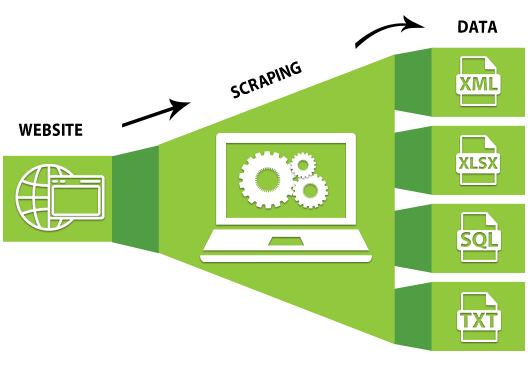 WEBSITE
SCRAPING
DATA
XML
XLSX
SQL
TXT